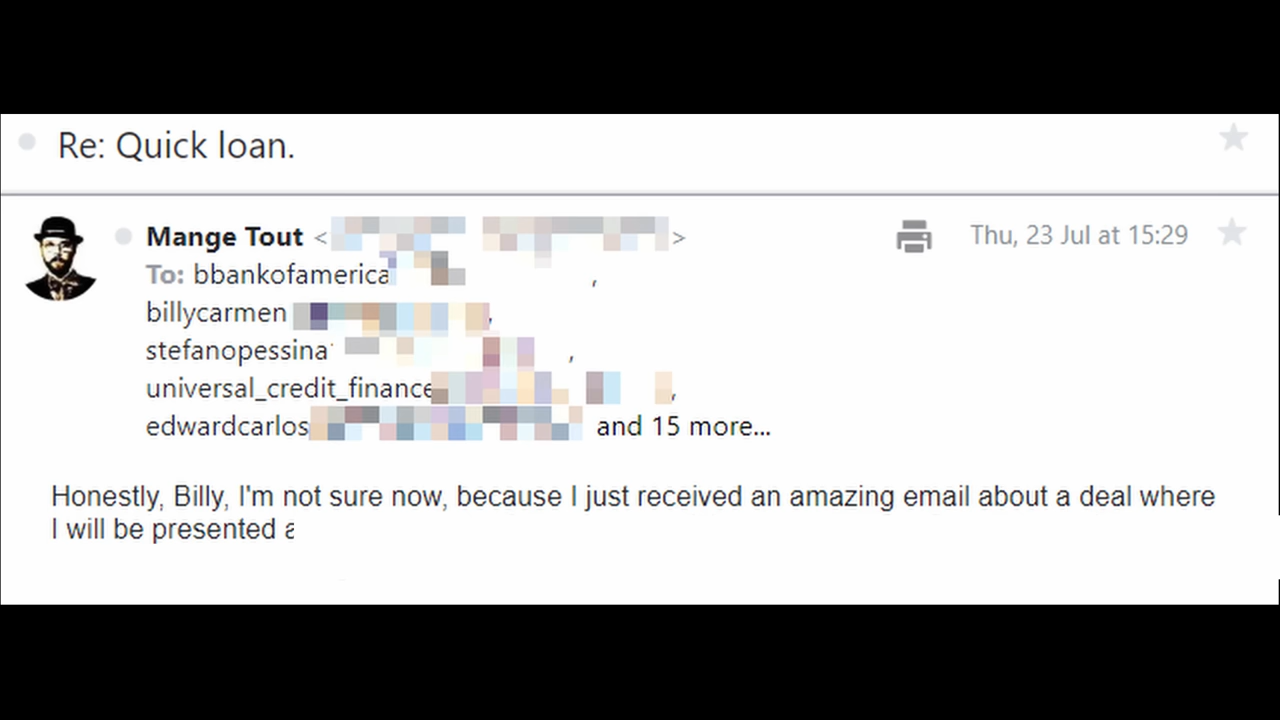 Re: Quick loan.
Mange Tout < >
Thu, 23 Jul at 15:29
To: bbankofamerica ,
billycarmen ,
stefanopessina ,
universal_credit_finance ,
edwardcarlos and 15 more...
Honestly, Billy, I'm not sure now, because I just received an amazing email about a deal where
I will be presented